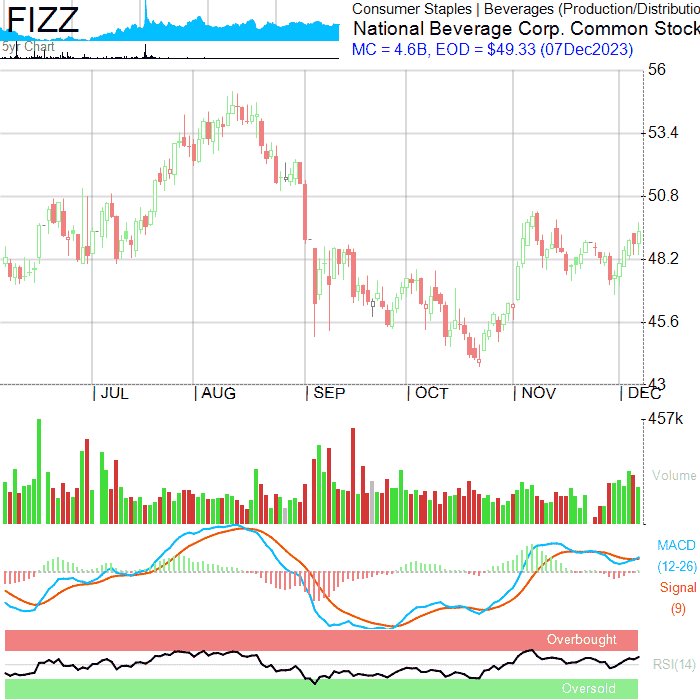 FIZZ
5yr Chart
Consumer Staples | Beverages (Production/Distributio
National Beverage Corp. Common Stock
MC = 4.6B, EOD = $49.33 (07Dec2023)
56
53.4
50.8
48.2
45.6
43
JUL AUG SEP OCT NOV DEC
457k
Volume
MACD
(12-26)
Signal
(9)
Overbought
RSI(14)
Oversold